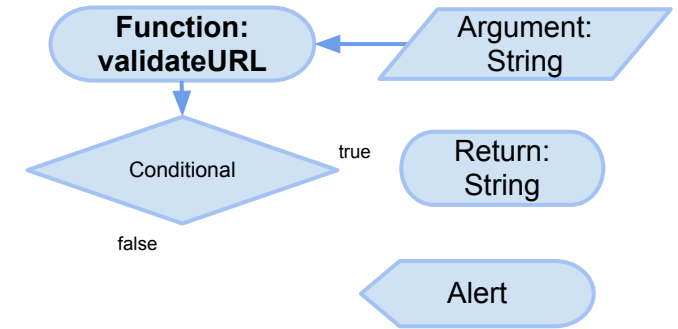 Function:
validateURL
Argument:
String
Conditional
true
Return:
String
false
Alert